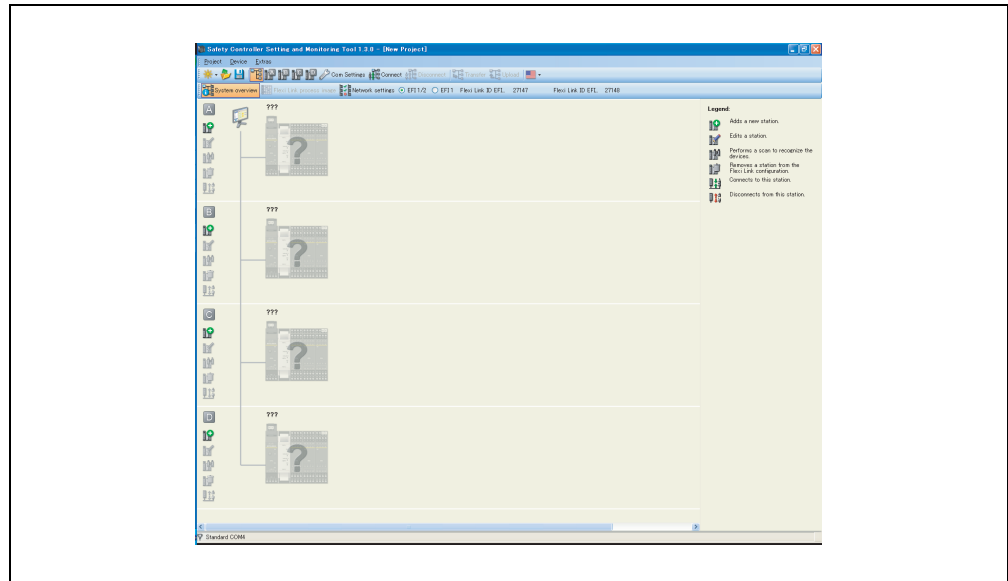 Safety Controller Setting and Monitoring Tool 1.3.0 - [New Project]
Project Device Extras
Com Settings Connect Disconnect Transfer Upload
System overview Flexi Link process image Network settings EFI1/2 EFI1 Flexi Link ID EFI1. 27147 Flexi Link ID EFI2. 27148
A
???
?
B
???
?
C
???
?
D
???
?
Legend:
Adds a new station.
Edits a station.
Performs a scan to recognize the
devices.
Removes a station from the
Flexi Link configuration.
Connects to this station.
Disconnects from this station.
Standard COM4